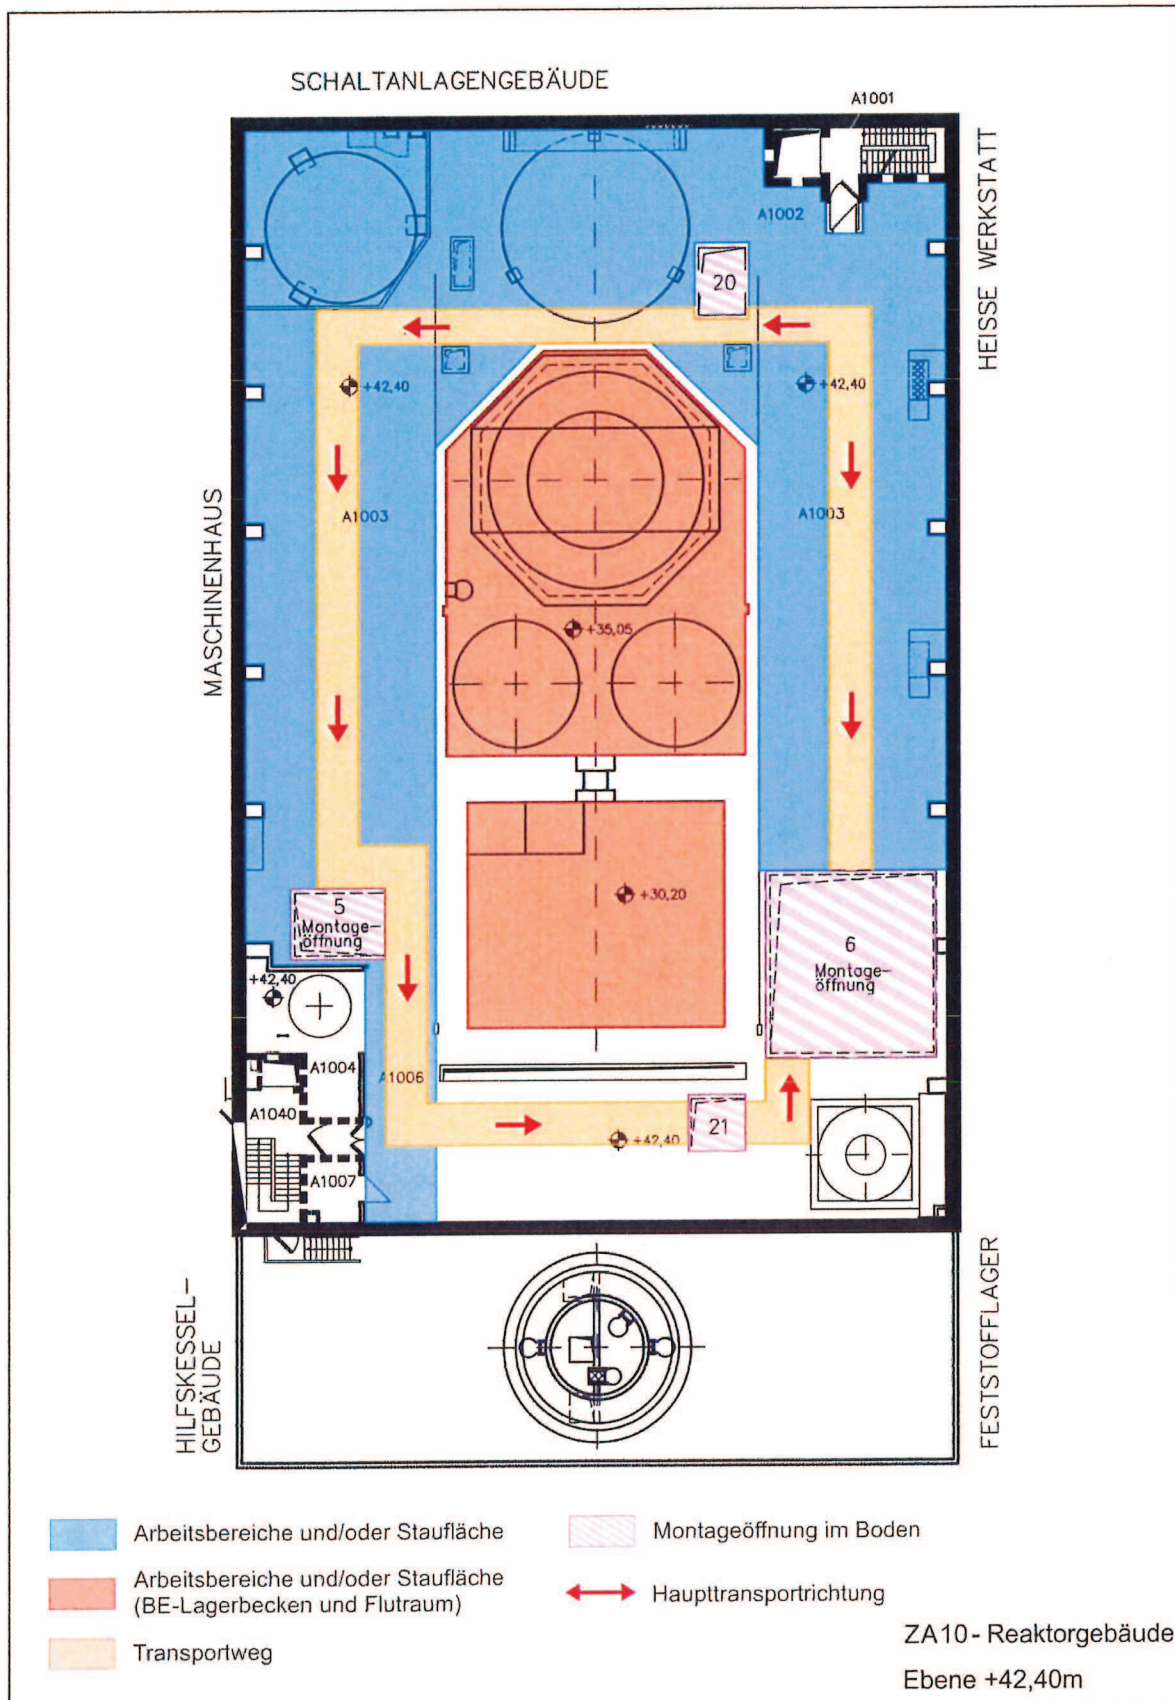 SCHALTANLAGENGEBÄUDE
A1001
HEISSE WERKSTATT
A1002
20
+42,40
+42,40
A1003
A1003
MASCHINENHAUS
+35,05
5
Montage-
öffnung
+30,20
6
Montage-
öffnung
+42,40
A1004
A1006
A1040
21
+42,40
A1007
HILFSKESSEL-
GEBÄUDE
FESTSTOFFLAGER
Arbeitsbereiche und/oder Staufläche
Montageöffnung im Boden
Arbeitsbereiche und/oder Staufläche
(BE-Lagerbecken und Flutraum)
Haupttransportrichtung
Transportweg
ZA10 - Reaktorgebäude
Ebene +42,40m